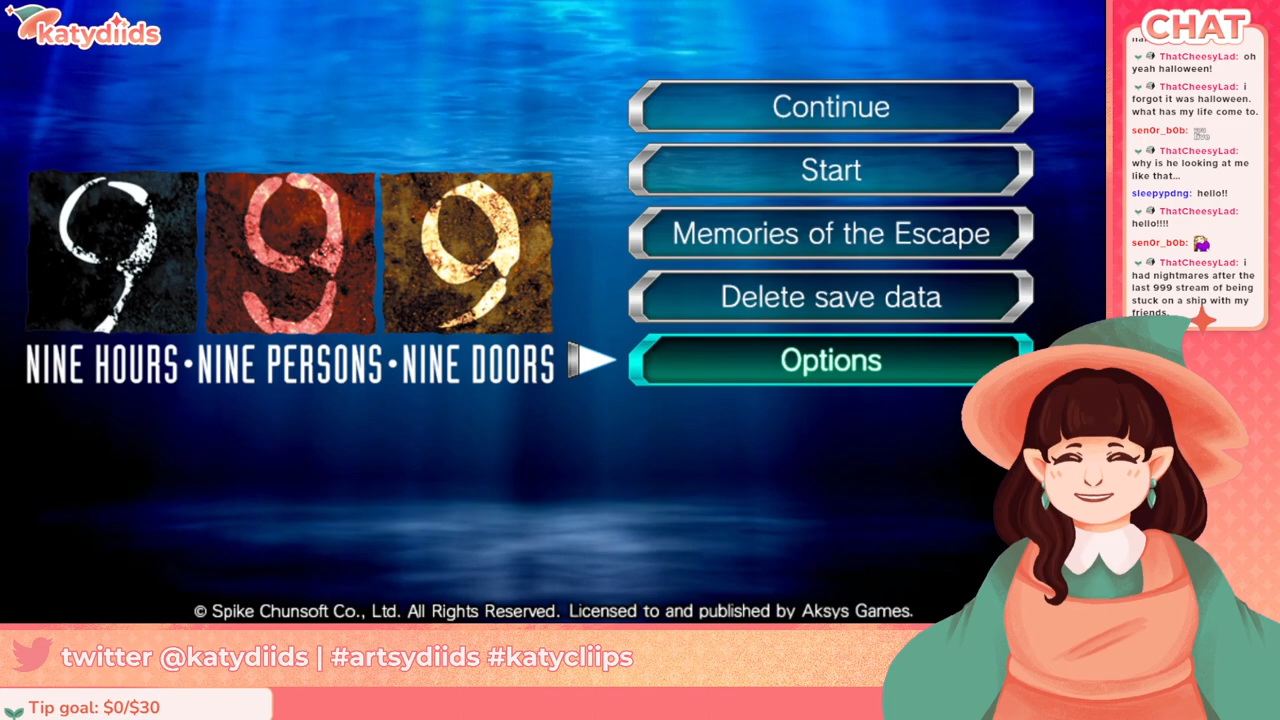 katydiids
CHAT
ThatCheesyLad: oh
yeah halloween!
ThatCheesyLad: i
forgot it was halloween.
what has my life come to.
sen0r_b0b:
ThatCheesyLad:
why is he looking at me
like that...
sleepypdng: hello!!
ThatCheesyLad:
hello!!!!
sen0r_b0b:
ThatCheesyLad: i
had nightmares after the
last 999 stream of being
stuck on a ship with my
friends.
Continue
Start
Memories of the Escape
Delete save data
Options
999
NINE HOURS•NINE PERSONS•NINE DOORS
© Spike Chunsoft Co., Ltd. All Rights Reserved. Licensed to and published by Aksys Games.
twitter @katydiids | #artsydiids #katycliips
Tip goal: $0/$30